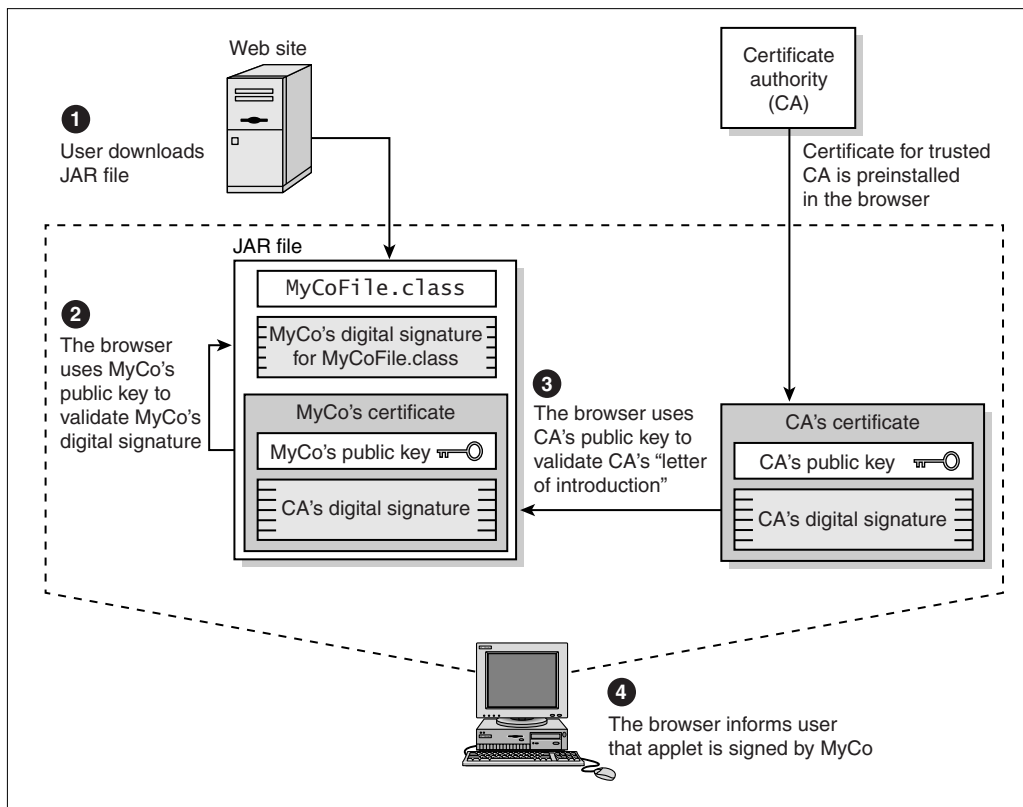 Web site
1
User downloads
JAR file
Certificate
authority
(CA)
Certificate for trusted
CA is preinstalled
in the browser
JAR file
MyCoFile.class
MyCo's digital signature
for MyCoFile.class
2
The browser
uses MyCo's
public key to
validate MyCo's
digital signature
MyCo's certificate
MyCo's public key
CA's digital signature
3
The browser uses
CA's public key to
validate CA's “letter
of introduction”
CA's certificate
CA's public key
CA's digital signature
4
The browser informs user
that applet is signed by MyCo